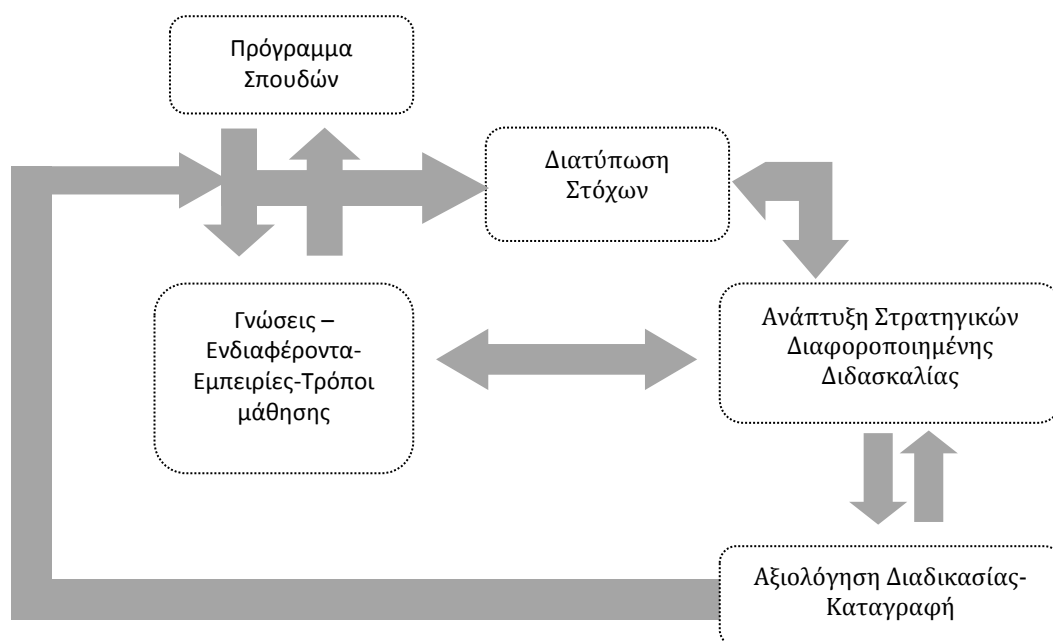 Πρόγραμμα
Σπουδών
Διατύπωση
Στόχων
Γνώσεις –
Ενδιαφέροντα-
Εμπειρίες-Τρόποι
μάθησης
Ανάπτυξη Στρατηγικών
Διαφοροποιημένης
Διδασκαλίας
Αξιολόγηση Διαδικασίας-
Καταγραφή